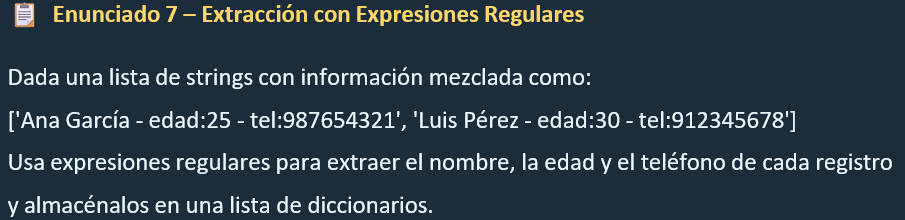 📋 Enunciado 7 – Extracción con Expresiones Regulares
Dada una lista de strings con información mezclada como:
['Ana García - edad:25 - tel:987654321', 'Luis Pérez - edad:30 - tel:912345678']
Usa expresiones regulares para extraer el nombre, la edad y el teléfono de cada registro
y almacénalos en una lista de diccionarios.